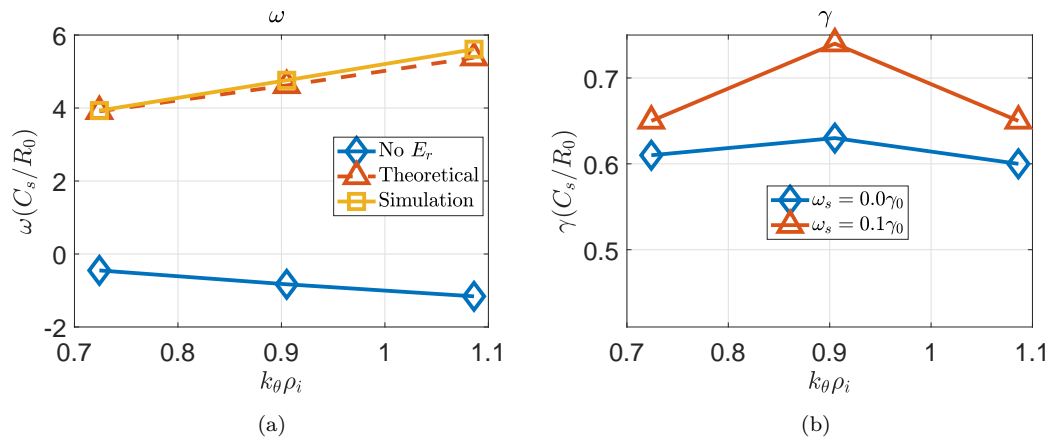 ω
6
4
2
0
-2
ω(C_s/R_0)
No E_r
Theoretical
Simulation
0.7 0.8 0.9 1 1.1
k_θρ_i
(a)
γ
0.7
0.6
0.5
γ(C_s/R_0)
ω_s = 0.0γ_0
ω_s = 0.1γ_0
0.7 0.8 0.9 1 1.1
k_θρ_i
(b)